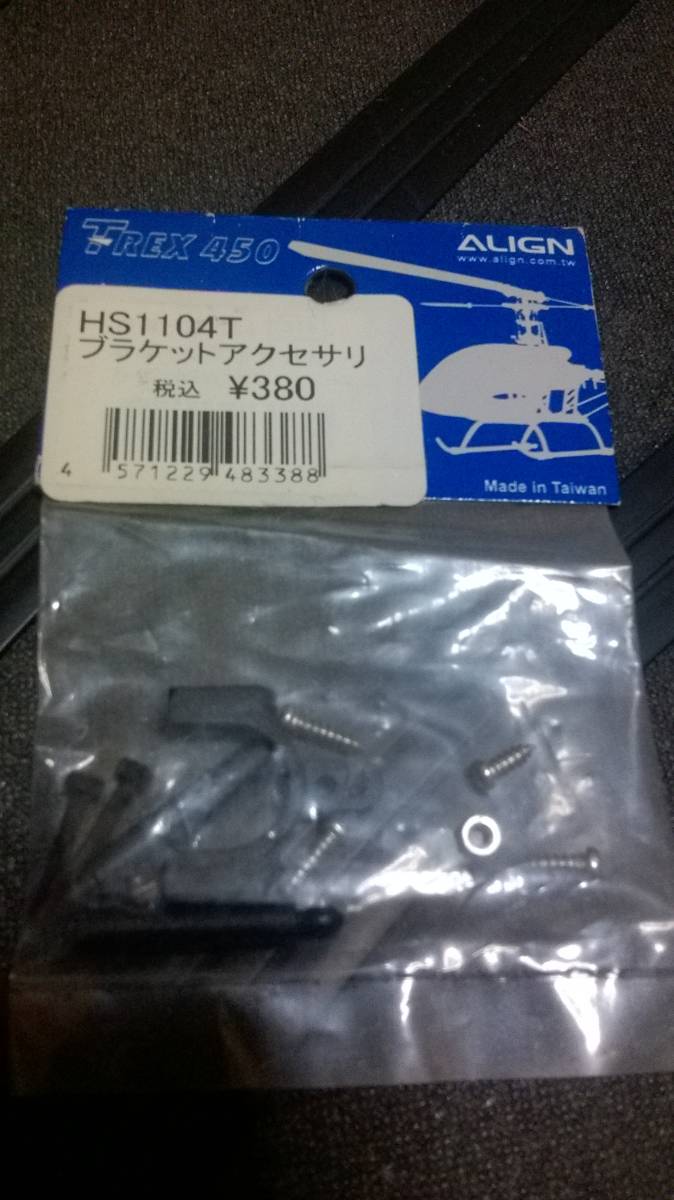 T-REX 450
ALIGN
www.align.com.tw
HS1104T
ブラケットアクセサリ
税込 ¥380
4 571229 483388
Made in Taiwan